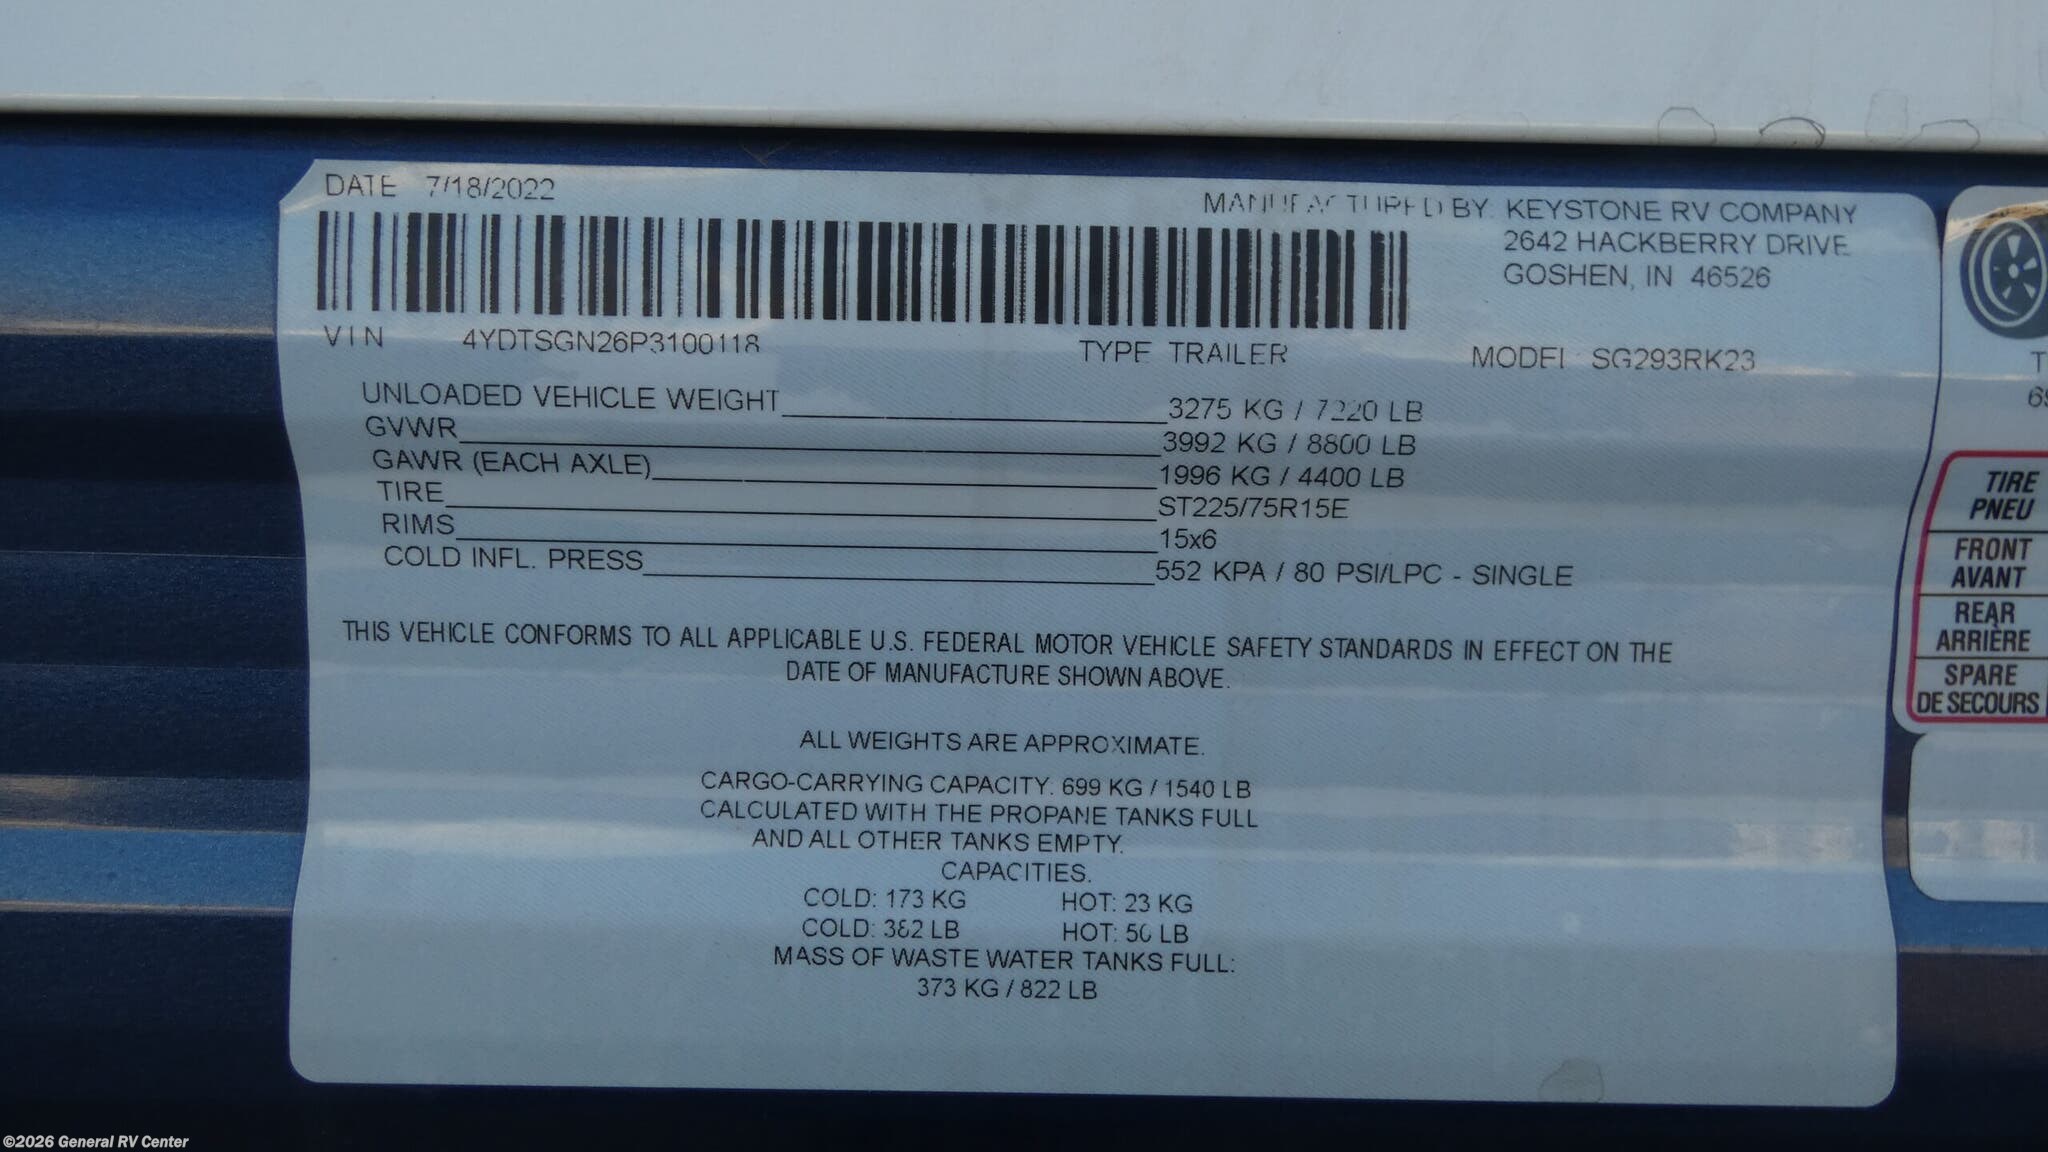 DATE 7/18/2022
MANUFACTURED BY: KEYSTONE RV COMPANY
2642 HACKBERRY DRIVE
GOSHEN, IN 46526
VIN 4YDTSGN26P3100118 TYPE TRAILER MODEL SG293RK23
UNLOADED VEHICLE WEIGHT 3275 KG / 7220 LB
GVWR 3992 KG / 8800 LB
GAWR (EACH AXLE) 1996 KG / 4400 LB
TIRE ST225/75R15E
RIMS 15x6
COLD INFL. PRESS 552 KPA / 80 PSI/LPC - SINGLE
THIS VEHICLE CONFORMS TO ALL APPLICABLE U.S. FEDERAL MOTOR VEHICLE SAFETY STANDARDS IN EFFECT ON THE
DATE OF MANUFACTURE SHOWN ABOVE.
ALL WEIGHTS ARE APPROXIMATE.
CARGO-CARRYING CAPACITY: 699 KG / 1540 LB
CALCULATED WITH THE PROPANE TANKS FULL
AND ALL OTHER TANKS EMPTY.
CAPACITIES.
COLD: 173 KG HOT: 23 KG
COLD: 382 LB HOT: 50 LB
MASS OF WASTE WATER TANKS FULL:
373 KG / 822 LB
TIRE
PNEU
FRONT
AVANT
REAR
ARRIÈRE
SPARE
DE SECOURS
©2026 General RV Center